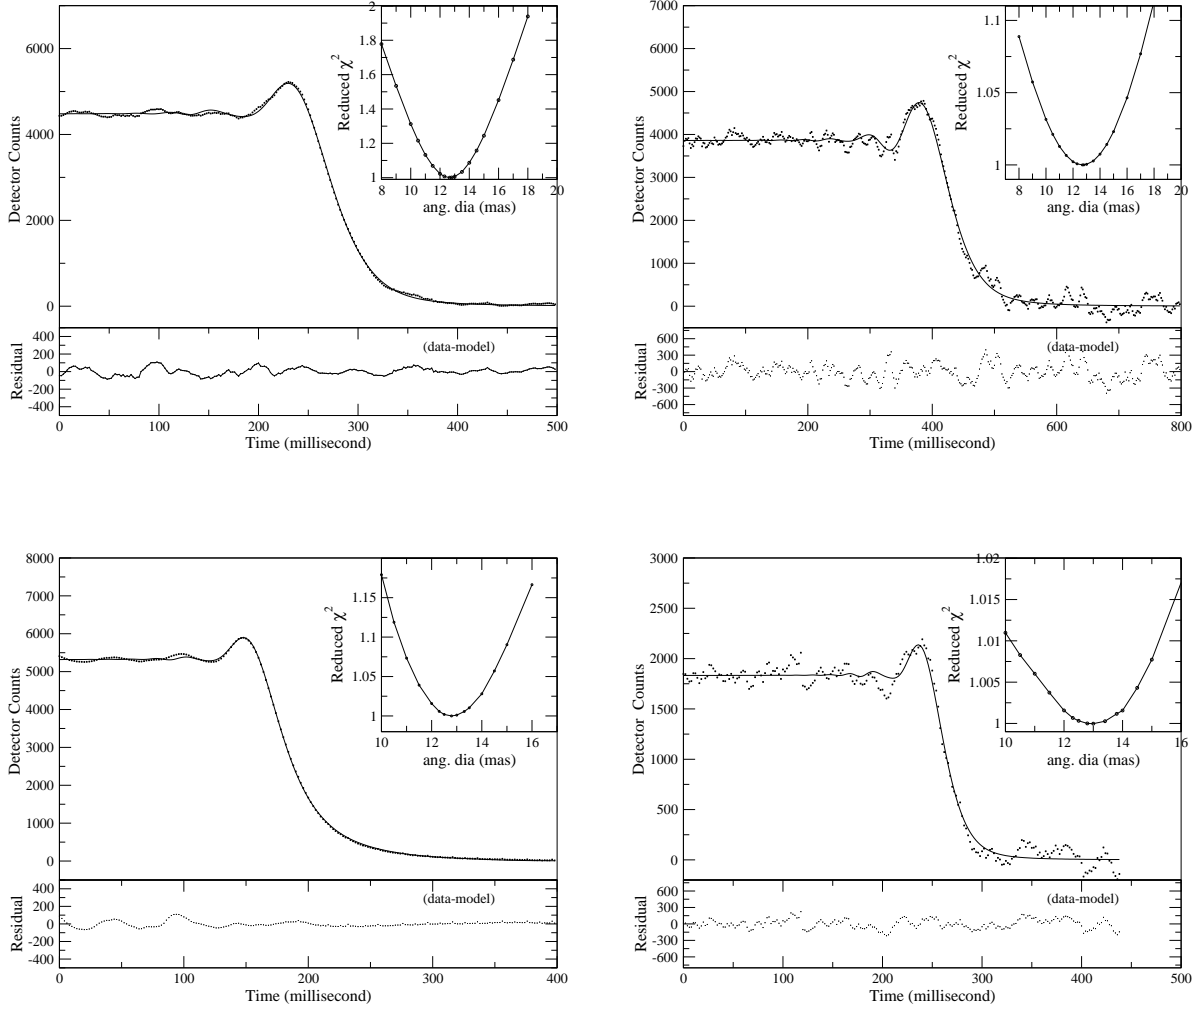 2
1.8
1.6
1.4
1.2
1
8 10 12 14 16 18 20
ang. dia (mas)
Reduced χ2
6000
4000
2000
0
Detector Counts
400
200
0
-200
-400
Residual
(data-model)
0 100 200 300 400 500
Time (millisecond)
1.1
1.05
1
8 10 12 14 16 18 20
ang. dia (mas)
Reduced χ2
7000
6000
5000
4000
3000
2000
1000
0
Detector Counts
600
300
0
-300
-600
Residual
(data-model)
0 200 400 600 800
Time (millisecond)
1.15
1.1
1.05
1
10 12 14 16
ang. dia (mas)
Reduced χ2
8000
7000
6000
5000
4000
3000
2000
1000
0
Detector Counts
400
200
0
-200
-400
Residual
(data-model)
0 100 200 300 400
Time (millisecond)
1.02
1.015
1.01
1.005
1
10 12 14 16
ang. dia (mas)
Reduced χ2
3000
2500
2000
1500
1000
500
0
Detector Counts
600
300
0
-300
-600
Residual
(data-model)
0 100 200 300 400 500
Time (millisecond)